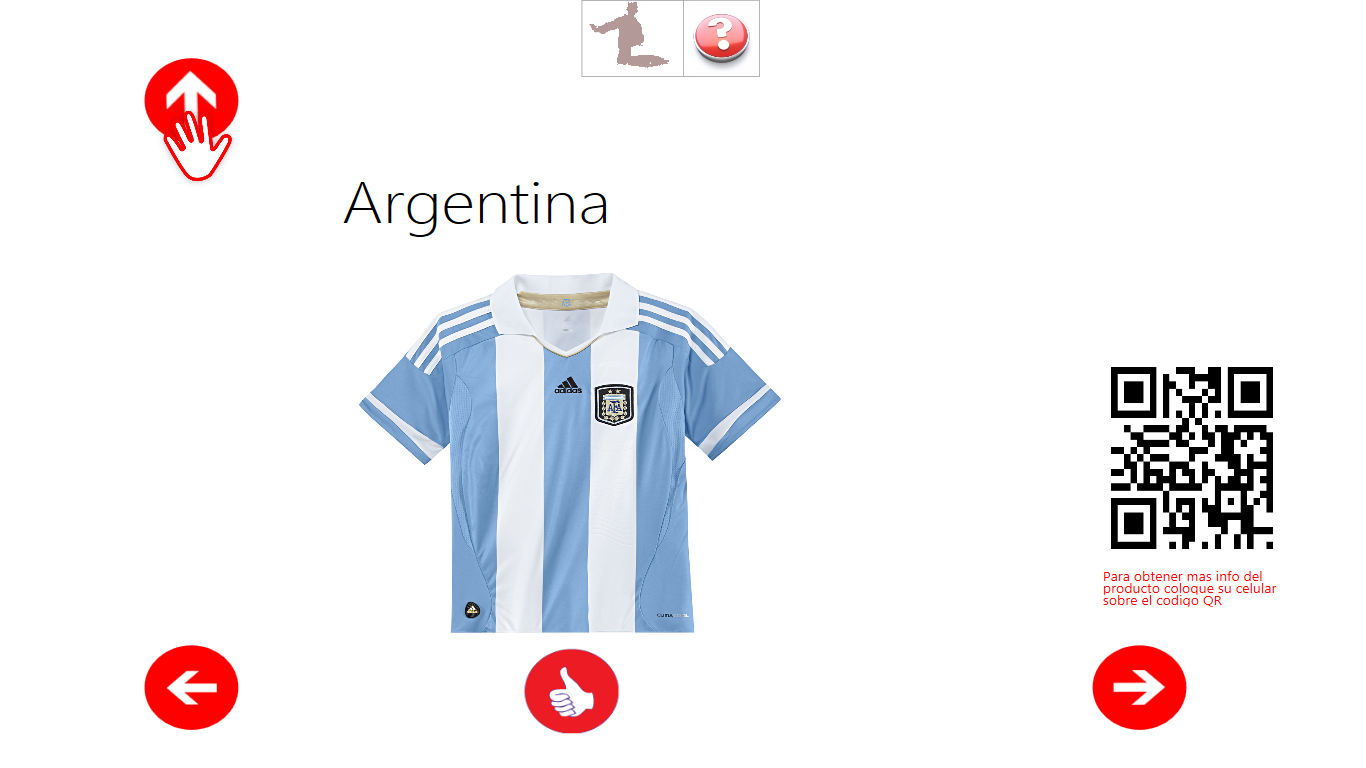 Argentina
adidas
AFA
Para obtener mas info del
producto coloque su celular
sobre el codigo QR